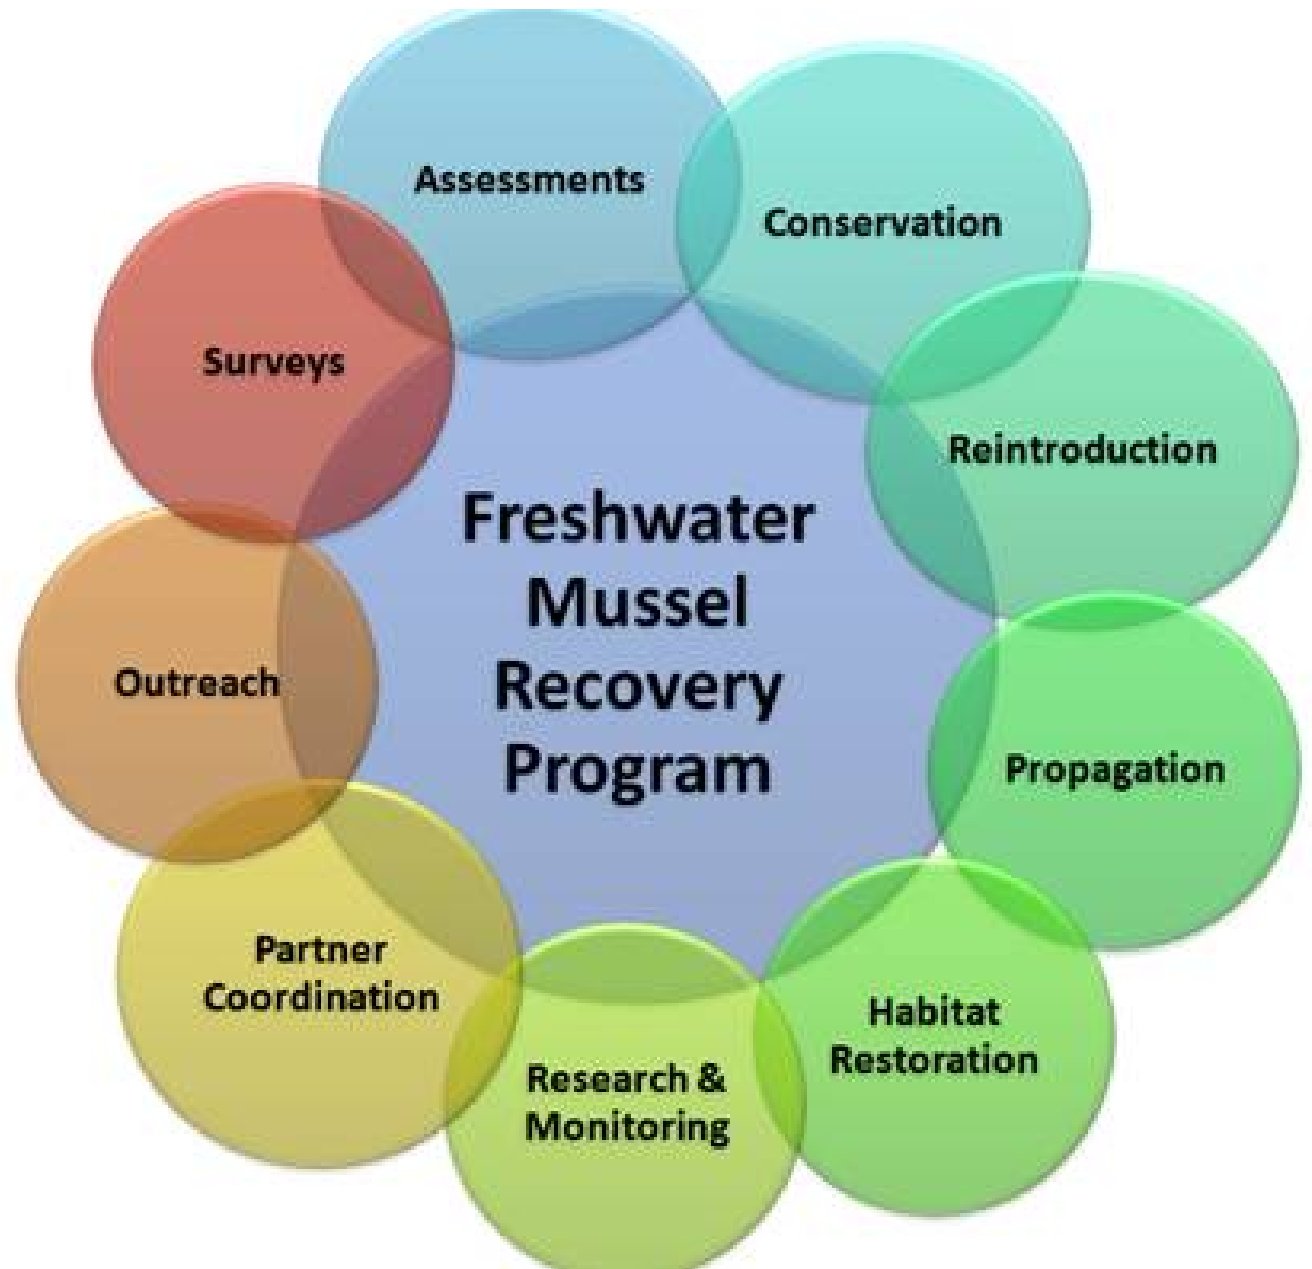 Assessments
Conservation
Surveys
Reintroduction
Freshwater
Mussel
Recovery
Program
Outreach
Propagation
Partner
Coordination
Habitat
Restoration
Research &
Monitoring